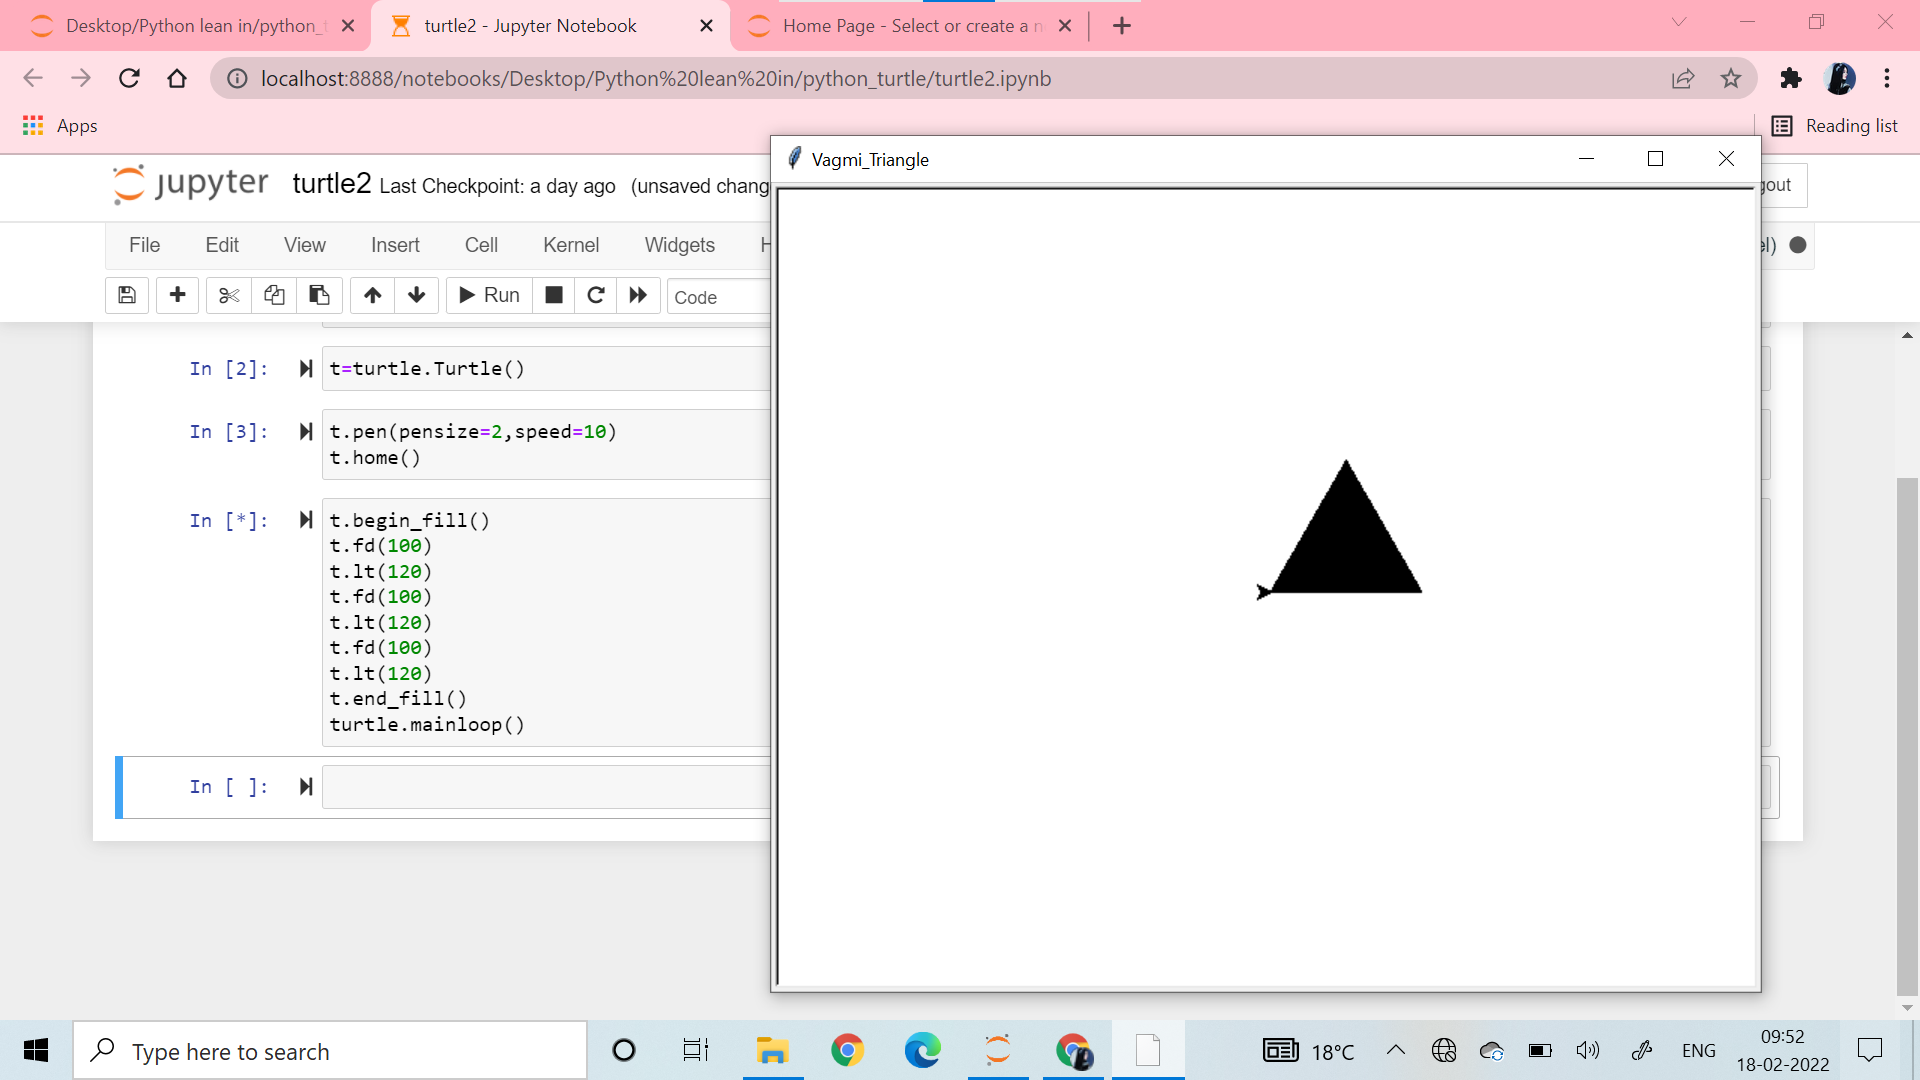 Desktop/Python lean in/python_t
turtle2 - Jupyter Notebook
Home Page - Select or create a n
localhost:8888/notebooks/Desktop/Python%20lean%20in/python_turtle/turtle2.ipynb
Apps
Reading list
Vagmi_Triangle
jupyter turtle2 Last Checkpoint: a day ago (unsaved chang
gout
File Edit View Insert Cell Kernel Widgets H
el)
Run Code
In [2]: t=turtle.Turtle()
In [3]: t.pen(pensize=2,speed=10)
t.home()
In [*]: t.begin_fill()
t.fd(100)
t.lt(120)
t.fd(100)
t.lt(120)
t.fd(100)
t.lt(120)
t.end_fill()
turtle.mainloop()
In [ ]:
Type here to search
18°C
ENG
09:52
18-02-2022